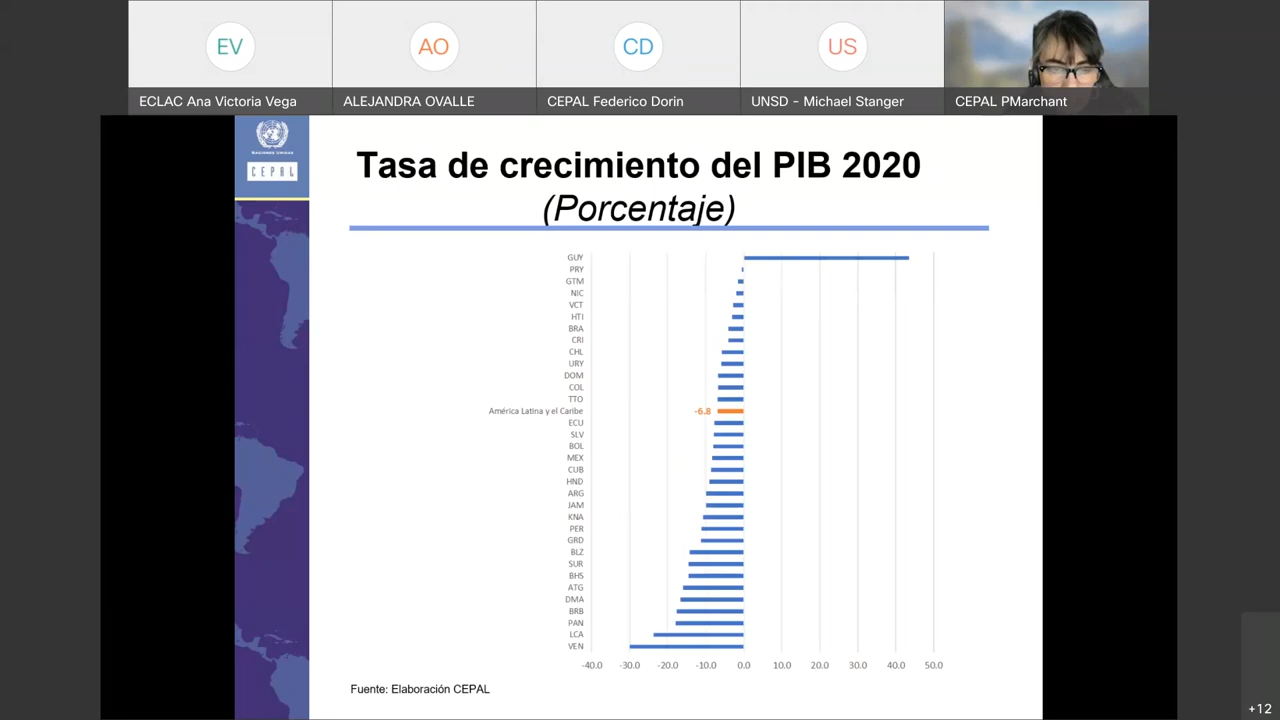 EV
AO
CD
US
ECLAC Ana Victoria Vega
ALEJANDRA OVALLE
CEPAL Federico Dorin
UNSD - Michael Stanger
CEPAL PMarchant
NACIONES UNIDAS
CEPAL
Tasa de crecimiento del PIB 2020
(Porcentaje)
GUY
PRY
GTM
NIC
VCT
HTI
BRA
CRI
CHL
URY
DOM
COL
TTO
América Latina y el Caribe -6.8
ECU
SLV
BOL
MEX
CUB
HND
ARG
JAM
KNA
PER
GRD
BLZ
SUR
BHS
ATG
DMA
BRB
PAN
LCA
VEN
-40.0 -30.0 -20.0 -10.0 0.0 10.0 20.0 30.0 40.0 50.0
Fuente: Elaboración CEPAL
+12